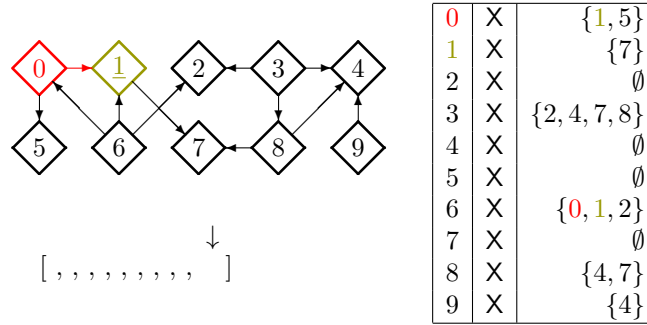 0 1 2 3 4
5 6 7 8 9
↓
[ , , , , , , , , , ]
0 X {1, 5}
1 X {7}
2 X ∅
3 X {2, 4, 7, 8}
4 X ∅
5 X ∅
6 X {0, 1, 2}
7 X ∅
8 X {4, 7}
9 X {4}